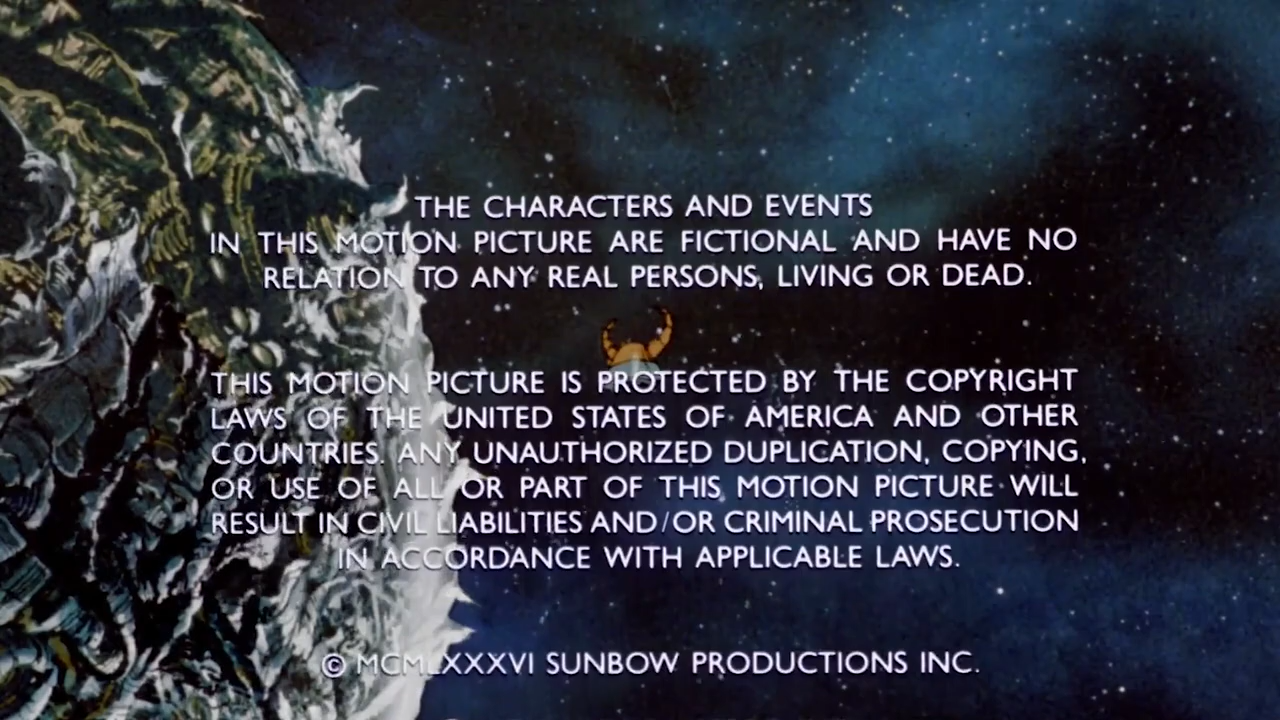 THE CHARACTERS AND EVENTS
IN THIS MOTION PICTURE ARE FICTIONAL AND HAVE NO
RELATION TO ANY REAL PERSONS, LIVING OR DEAD.
THIS MOTION PICTURE IS PROTECTED BY THE COPYRIGHT
LAWS OF THE UNITED STATES OF AMERICA AND OTHER
COUNTRIES. ANY UNAUTHORIZED DUPLICATION, COPYING,
OR USE OF ALL OR PART OF THIS MOTION PICTURE WILL
RESULT IN CIVIL LIABILITIES AND/OR CRIMINAL PROSECUTION
IN ACCORDANCE WITH APPLICABLE LAWS.
© MCMLXXXVI SUNBOW PRODUCTIONS INC.